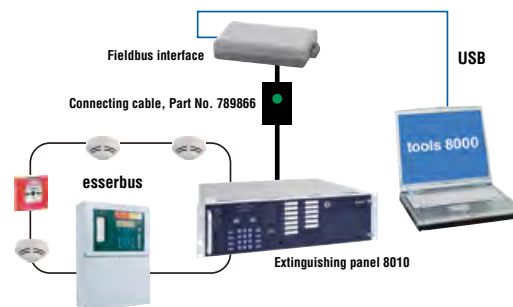 Fieldbus interface
USB
Connecting cable, Part No. 789866
tools 8000
esserbus
Extinguishing panel 8010